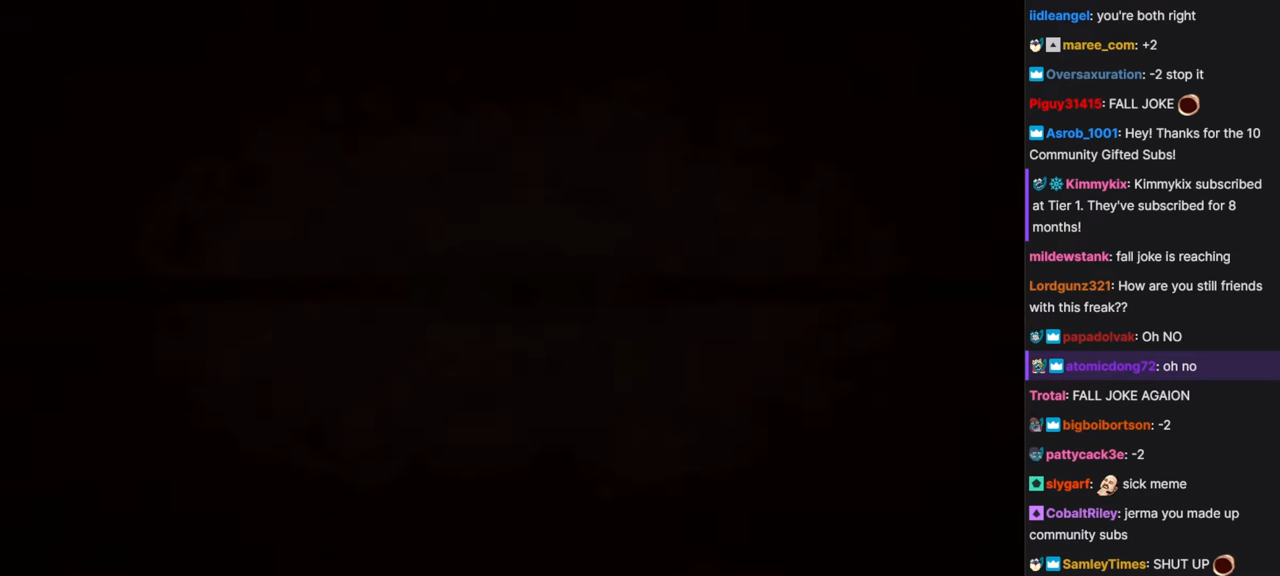 iidleangel: you're both right
maree_com: +2
Oversaxuration: -2 stop it
Piguy31415: FALL JOKE
Asrob_1001: Hey! Thanks for the 10
Community Gifted Subs!
Kimmykix: Kimmykix subscribed
at Tier 1. They've subscribed for 8
months!
mildewstank: fall joke is reaching
Lordgunz321: How are you still friends
with this freak??
papadolvak: Oh NO
atomicdong72: oh no
Trotal: FALL JOKE AGAION
bigboibortson: -2
pattycack3e: -2
slygarf: sick meme
CobaltRiley: jerma you made up
community subs
SamleyTimes: SHUT UP